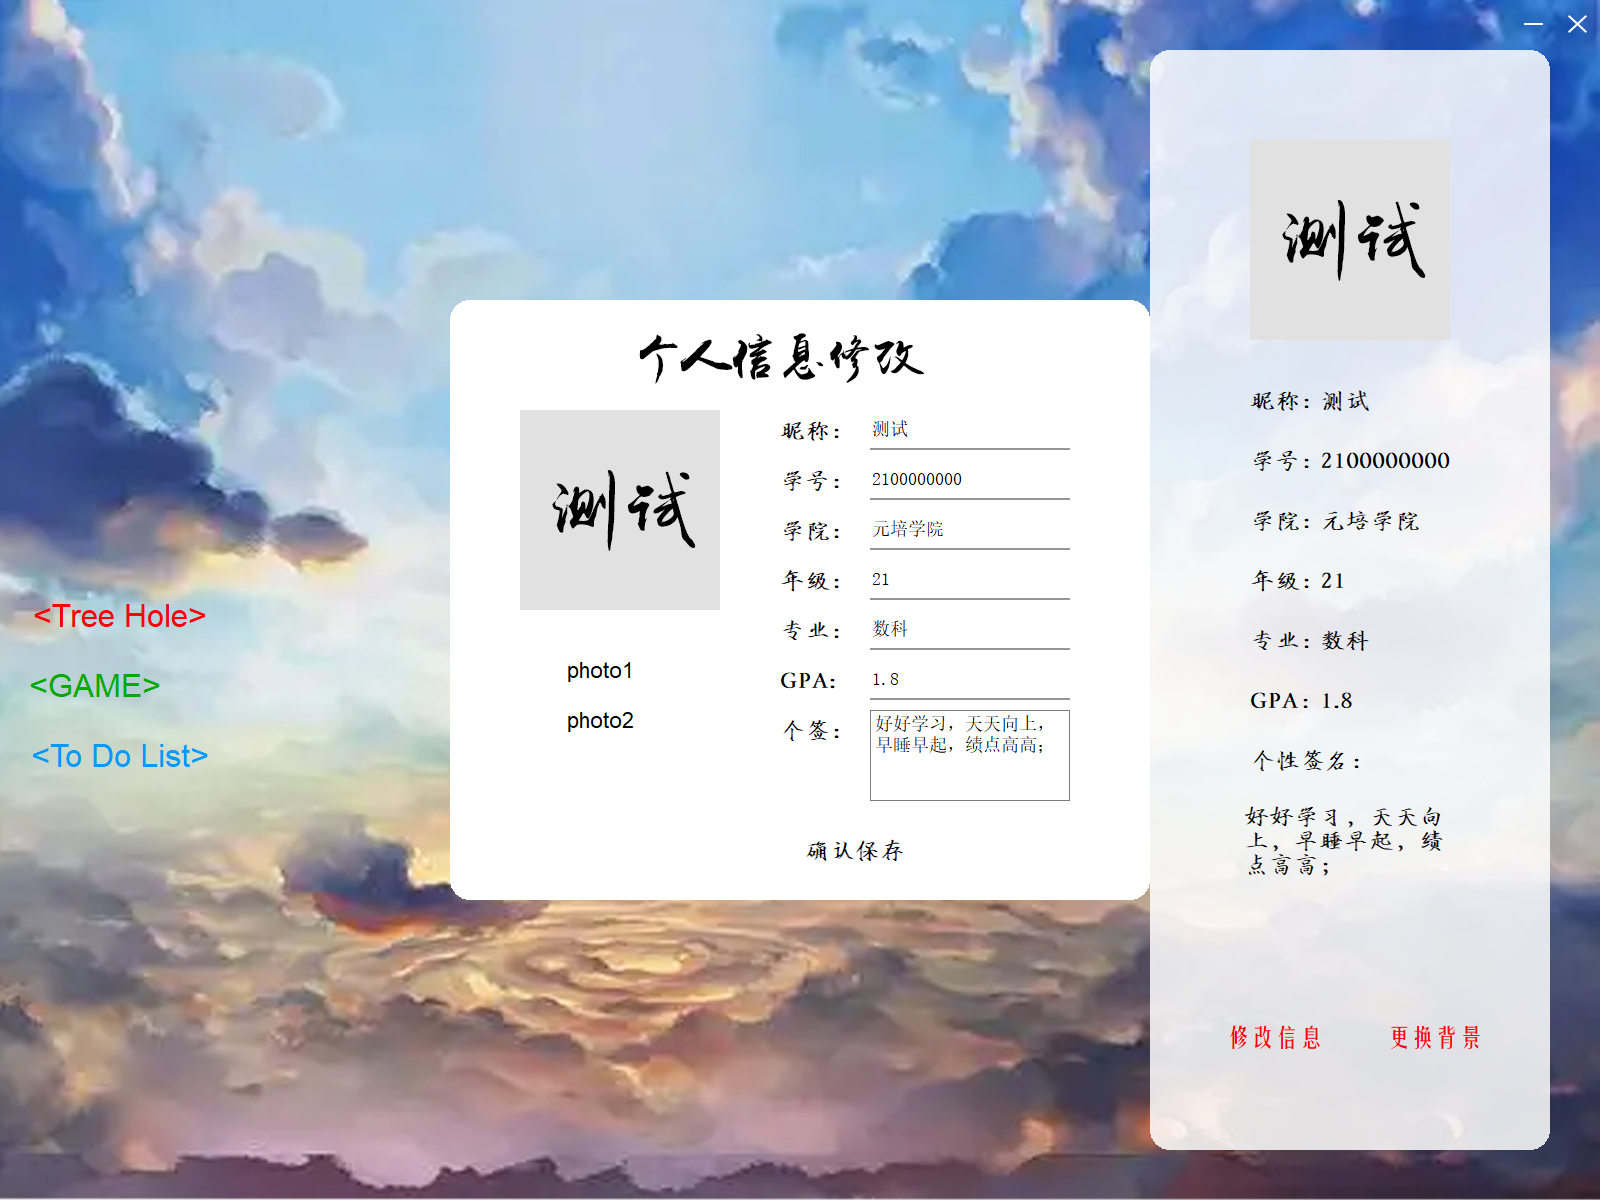 <Tree Hole>
<GAME>
<To Do List>
个人信息修改
测试
photo1
photo2
昵称： 测试
学号： 2100000000
学院： 元培学院
年级： 21
专业： 数科
GPA: 1.8
个签： 好好学习，天天向上，
早睡早起，绩点高高；
确认保存
测试
昵称：测试
学号：2100000000
学院：元培学院
年级：21
专业：数科
GPA：1.8
个性签名：
好好学习，天天向
上，早睡早起，绩
点高高；
修改信息 更换背景